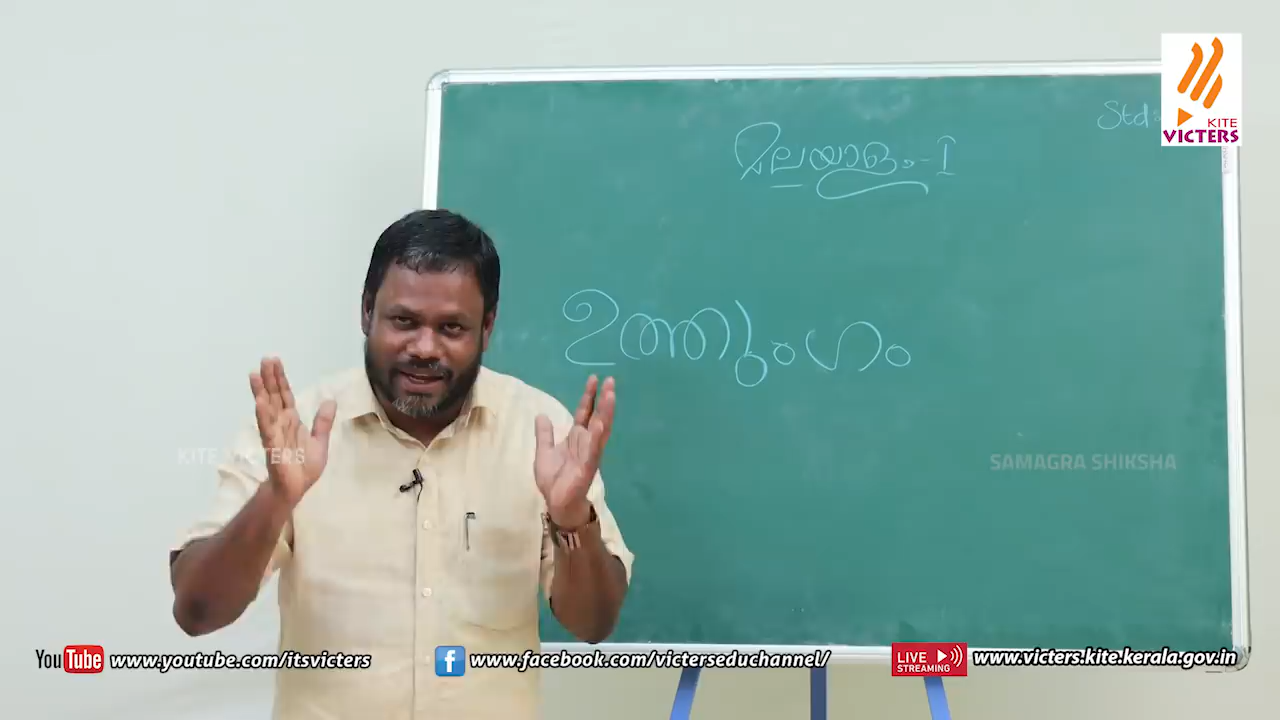 Std
KITE
VICTERS
മലയാളം-I
ഉത്തുംഗം
KITE VICTERS
SAMAGRA SHIKSHA
YouTube www.youtube.com/itsvicters
f www.facebook.com/victerseduchannel/
LIVE STREAMING www.victers.kite.kerala.gov.in